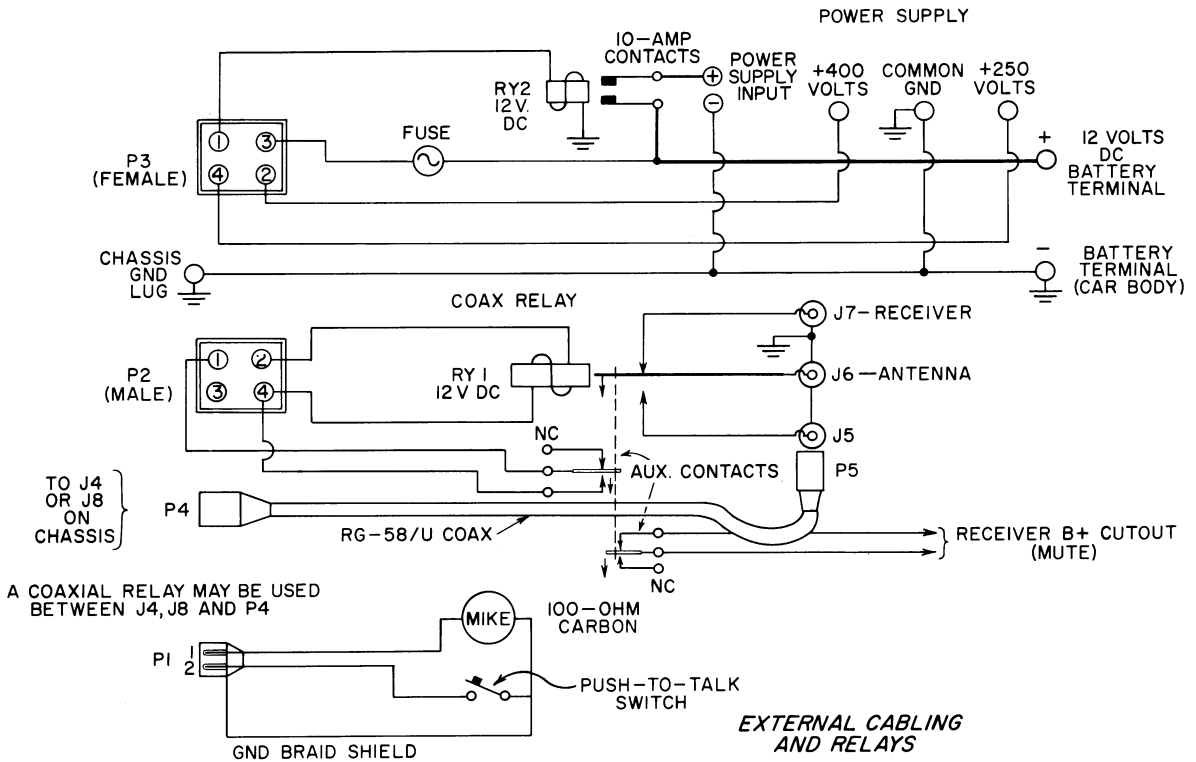 POWER SUPPLY
10-AMP
CONTACTS
POWER
SUPPLY
INPUT
+
−
+400
VOLTS
COMMON
GND
+250
VOLTS
RY2
12 V.
DC
FUSE
P3
(FEMALE)
1
3
4
2
+
12 VOLTS
DC
BATTERY
TERMINAL
CHASSIS
GND
LUG
−
BATTERY
TERMINAL
(CAR BODY)
COAX RELAY
J7-RECEIVER
P2
(MALE)
1
2
3
4
RY 1
12 V DC
J6-ANTENNA
J5
NC
AUX. CONTACTS
P5
TO J4
OR J8
ON
CHASSIS
P4
RG-58/U COAX
RECEIVER B+ CUTOUT
(MUTE)
NC
A COAXIAL RELAY MAY BE USED
BETWEEN J4, J8 AND P4
MIKE
100-OHM
CARBON
P1
1
2
PUSH-TO-TALK
SWITCH
GND BRAID SHIELD
EXTERNAL CABLING
AND RELAYS